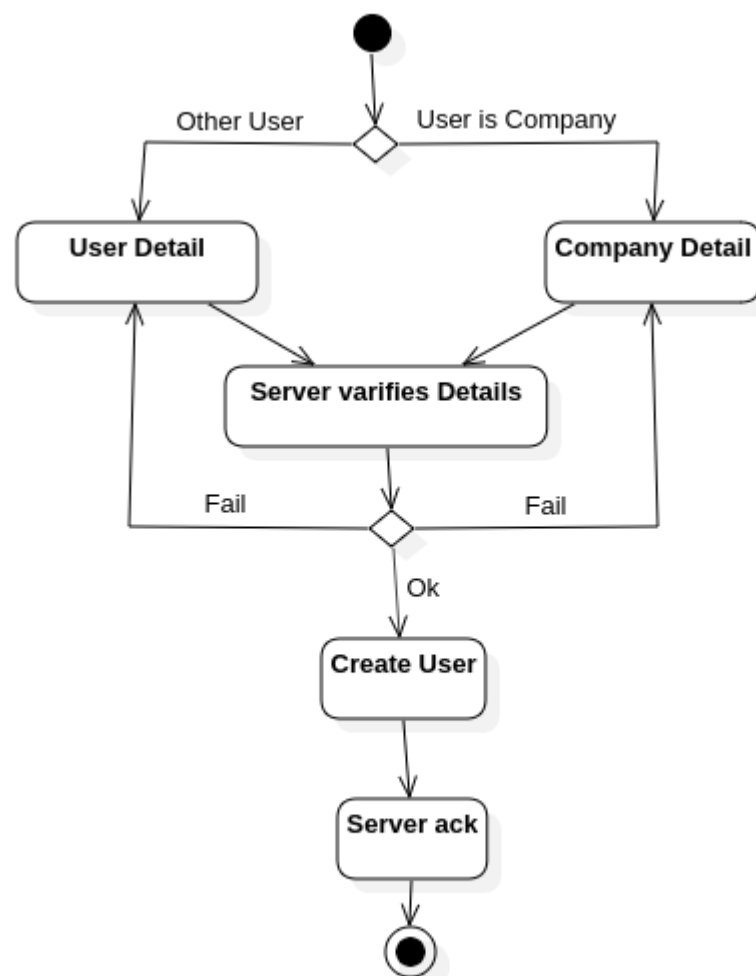 Other User
User is Company
User Detail
Company Detail
Server varifies Details
Fail
Fail
Ok
Create User
Server ack